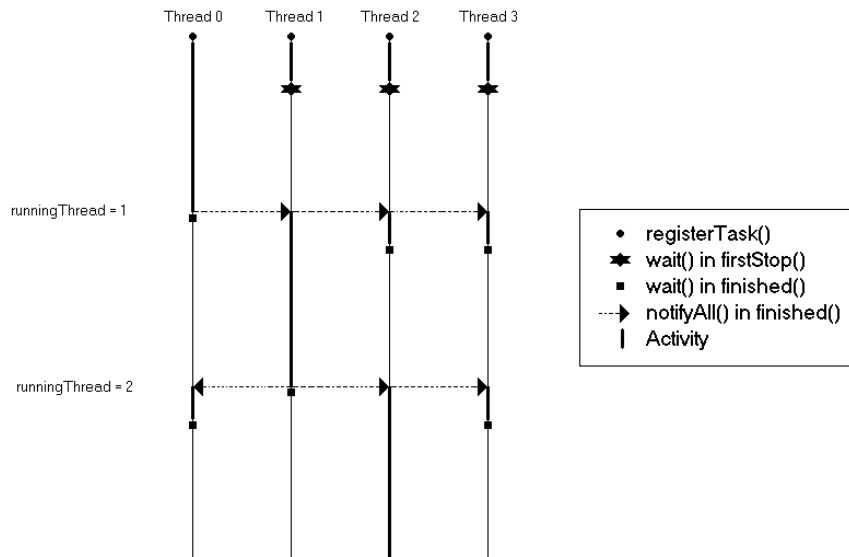 Thread 0 Thread 1 Thread 2 Thread 3
runningThread = 1
registerTask()
wait() in firstStop()
wait() in finished()
notifyAll() in finished()
Activity
runningThread = 2